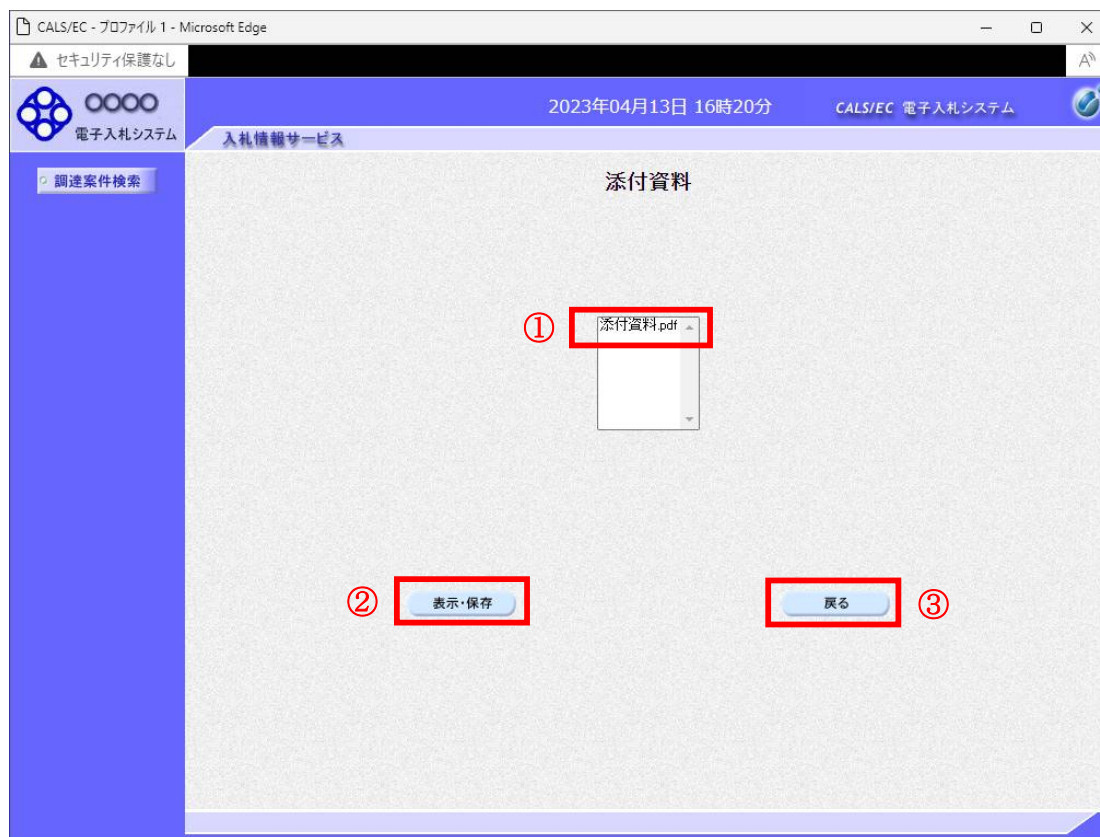 CALS/EC - プロファイル 1 - Microsoft Edge
セキュリティ保護なし
○○○○
電子入札システム
2023年04月13日 16時20分
CALS/EC 電子入札システム
入札情報サービス
調達案件検索
添付資料
①
添付資料.pdf
②
表示・保存
戻る
③